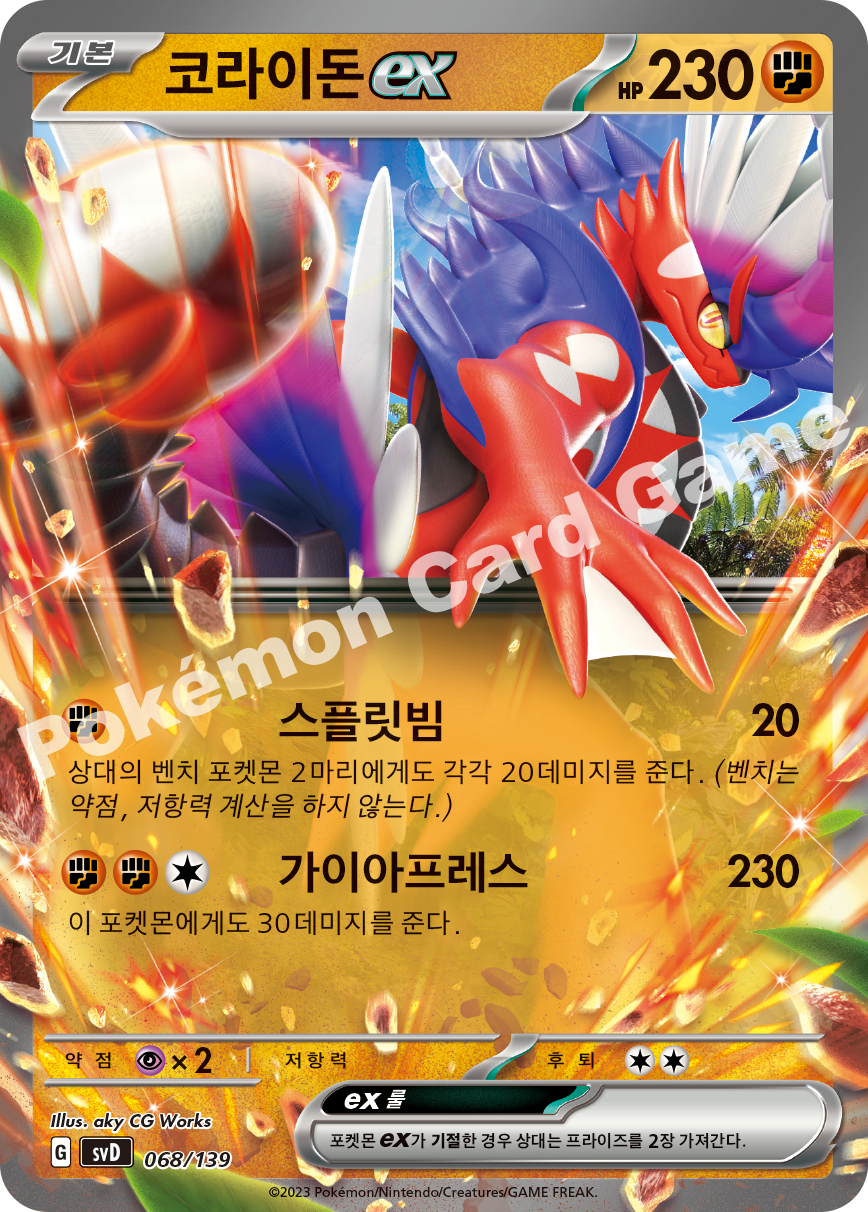 기본 코라이돈 ex HP 230
Pokémon Card Game
스플릿빔 20
상대의 벤치 포켓몬 2마리에게도 각각 20데미지를 준다. (벤치는
약점, 저항력 계산을 하지 않는다.)
가이아프레스 230
이 포켓몬에게도 30데미지를 준다.
약점 ×2 저항력 후퇴
ex 룰
포켓몬 ex가 기절한 경우 상대는 프라이즈를 2장 가져간다.
Illus. aky CG Works
G svD 068/139
©2023 Pokémon/Nintendo/Creatures/GAME FREAK.